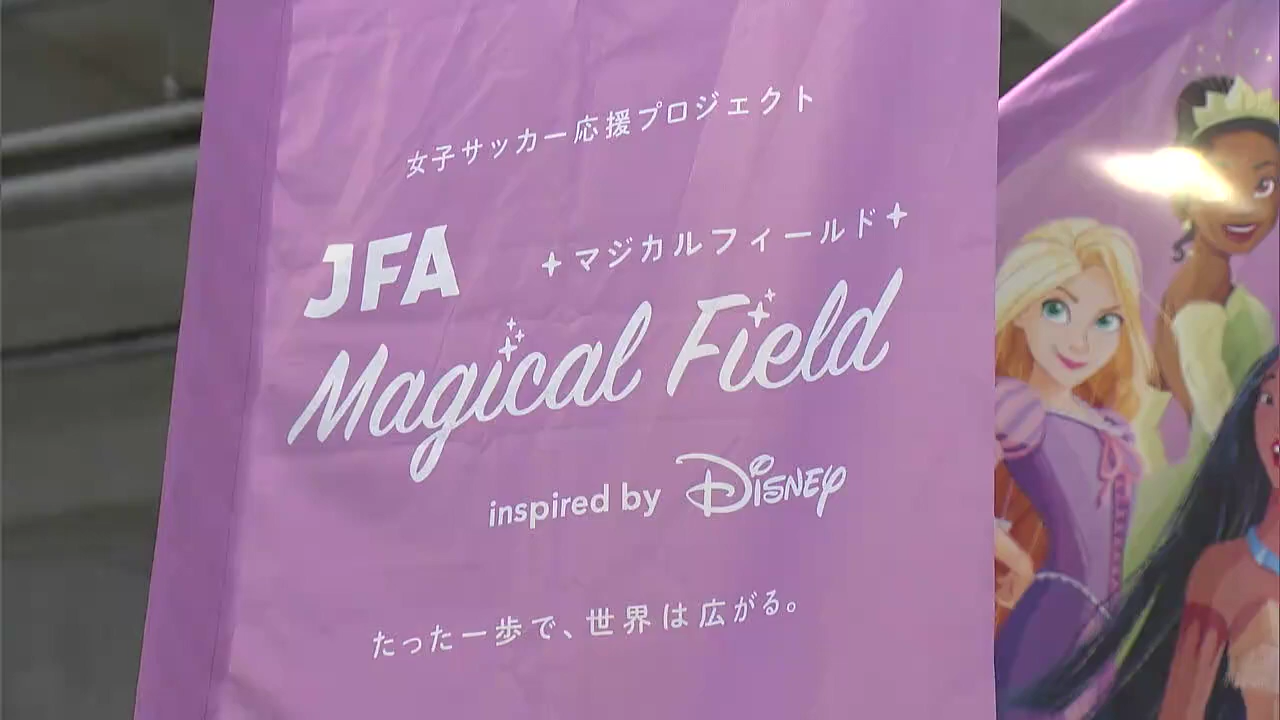 女子サッカー応援プロジェクト
JFA
マジカルフィールド
Magical Field
inspired by Disney
たった一歩で、世界は広がる。